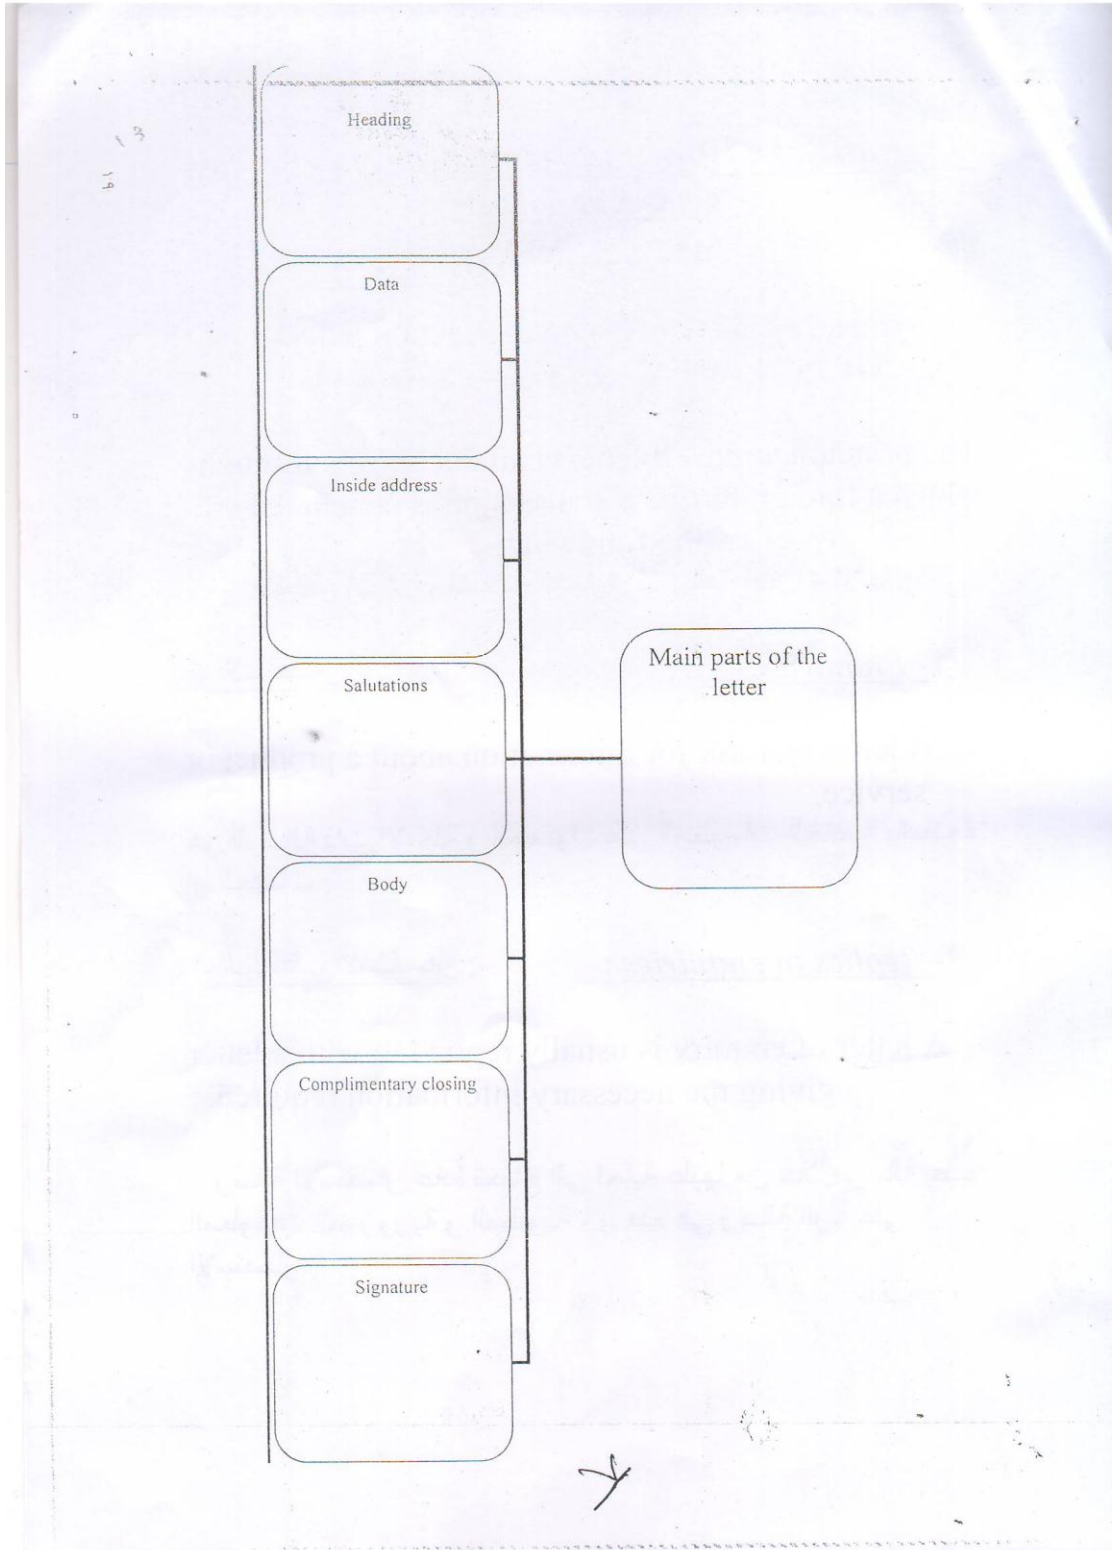 Heading
Data
Inside address
Salutations
Main parts of the
letter
Body
Complimentary closing
Signature